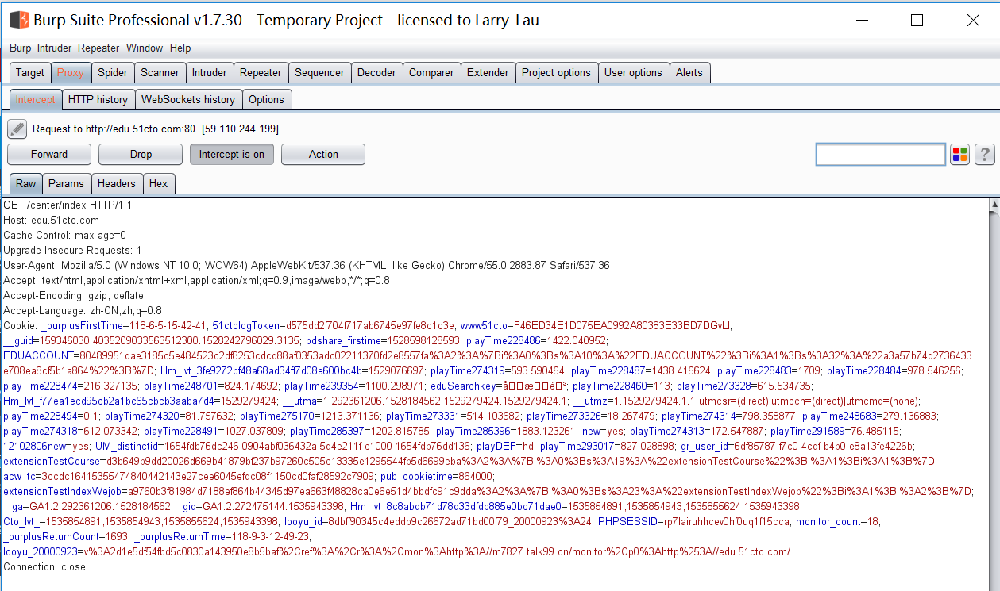 Burp Suite Professional v1.7.30 - Temporary Project - licensed to Larry_Lau
Burp Intruder Repeater Window Help
Target Proxy Spider Scanner Intruder Repeater Sequencer Decoder Comparer Extender Project options User options Alerts
Intercept HTTP history WebSockets history Options
Request to http://edu.51cto.com:80 [59.110.244.199]
Forward Drop Intercept is on Action ?
Raw Params Headers Hex
GET /center/index HTTP/1.1
Host: edu.51cto.com
Cache-Control: max-age=0
Upgrade-Insecure-Requests: 1
User-Agent: Mozilla/5.0 (Windows NT 10.0; WOW64) AppleWebKit/537.36 (KHTML, like Gecko) Chrome/55.0.2883.87 Safari/537.36
Accept: text/html,application/xhtml+xml,application/xml;q=0.9,image/webp,*/*;q=0.8
Accept-Encoding: gzip, deflate
Accept-Language: zh-CN,zh;q=0.8
Cookie: _ourplusFirstTime=118-6-5-15-42-41; 51ctologToken=d575dd2f704f717ab6745e97fe8c1c3e; www51cto=F46ED34E1D075EA0992A80383E33BD7DGvLI;
__guid=159346030.4035209033563512300.1528242796029.3135; bdshare_firstime=1528598128593; playTime228486=1422.040952;
EDUACCOUNT=80489951dae3185c5e484523c2df8253cdcd88af0353adc02211370fd2e8557fa%3A2%3A%7Bi%3A0%3Bs%3A10%3A%22EDUACCOUNT%22%3Bi%3A1%3Bs%3A32%3A%22a3a57b74d2736433
e708ea8cf5b1a864%22%3B%7D; Hm_lvt_3fe9272bf48a68ad34ff7d08e600bc4b=1529076697; playTime274319=593.590464; playTime228487=1438.416624; playTime228483=1709; playTime228484=978.546256;
playTime228474=216.327135; playTime248701=824.174692; playTime239354=1100.298971; eduSearchkey=å□□æ□□é□³; playTime228460=113; playTime273328=615.534735;
Hm_lvt_f77ea1ecd95cb2a1bc65cbcb3aaba7d4=1529279424; __utma=1.292361206.1528184562.1529279424.1529279424.1; __utmz=1.1529279424.1.1.utmcsr=(direct)|utmccn=(direct)|utmcmd=(none);
playTime228494=0.1; playTime274320=81.757632; playTime275170=1213.371136; playTime273331=514.103682; playTime273326=18.267479; playTime274314=798.358877; playTime248683=279.136883;
playTime274318=612.073342; playTime228491=1027.037809; playTime285397=1202.815785; playTime285396=1883.123261; new=yes; playTime274313=172.547887; playTime291589=76.485115;
12102806new=yes; UM_distinctid=1654fdb76dc246-0904abf036432a-5d4e211f-e1000-1654fdb76dd136; playDEF=hd; playTime293017=827.028898; gr_user_id=6df85787-f7c0-4cdf-b4b0-e8a13fe4226b;
extensionTestCourse=d3b649b9dd20026d669b41879bf237b97260c505c13335e1295544fb5d6699eba%3A2%3A%7Bi%3A0%3Bs%3A19%3A%22extensionTestCourse%22%3Bi%3A1%3Bi%3A1%3B%7D;
acw_tc=3ccdc16415355474840442143e27cee6045efdc08f1150cd0faf28592c7909; pub_cookietime=864000;
extensionTestIndexWejob=a9760b3f81984d7188ef864b44345d97ea663f48828ca0e6e51d4bbdfc91c9dda%3A2%3A%7Bi%3A0%3Bs%3A23%3A%22extensionTestIndexWejob%22%3Bi%3A1%3Bi%3A2%3B%7D;
_ga=GA1.2.292361206.1528184562; _gid=GA1.2.272475144.1535943398; Hm_lvt_8c8abdb71d78d33dfdb885e0bc71dae0=1535854891,1535854943,1535855624,1535943398;
Cto_lvt_=1535854891,1535854943,1535855624,1535943398; looyu_id=8dbff90345c4eddb9c26672ad71bd00f79_20000923%3A24; PHPSESSID=rp7lairuhhcev0hf0uq1f15cca; monitor_count=18;
_ourplusReturnCount=1693; _ourplusReturnTime=118-9-3-12-49-23;
looyu_20000923=v%3A2d1e5df54fbd5c0830a143950e8b5baf%2Cref%3A%2Cr%3A%2Cmon%3Ahttp%3A//m7827.talk99.cn/monitor%2Cp0%3Ahttp%253A//edu.51cto.com/
Connection: close